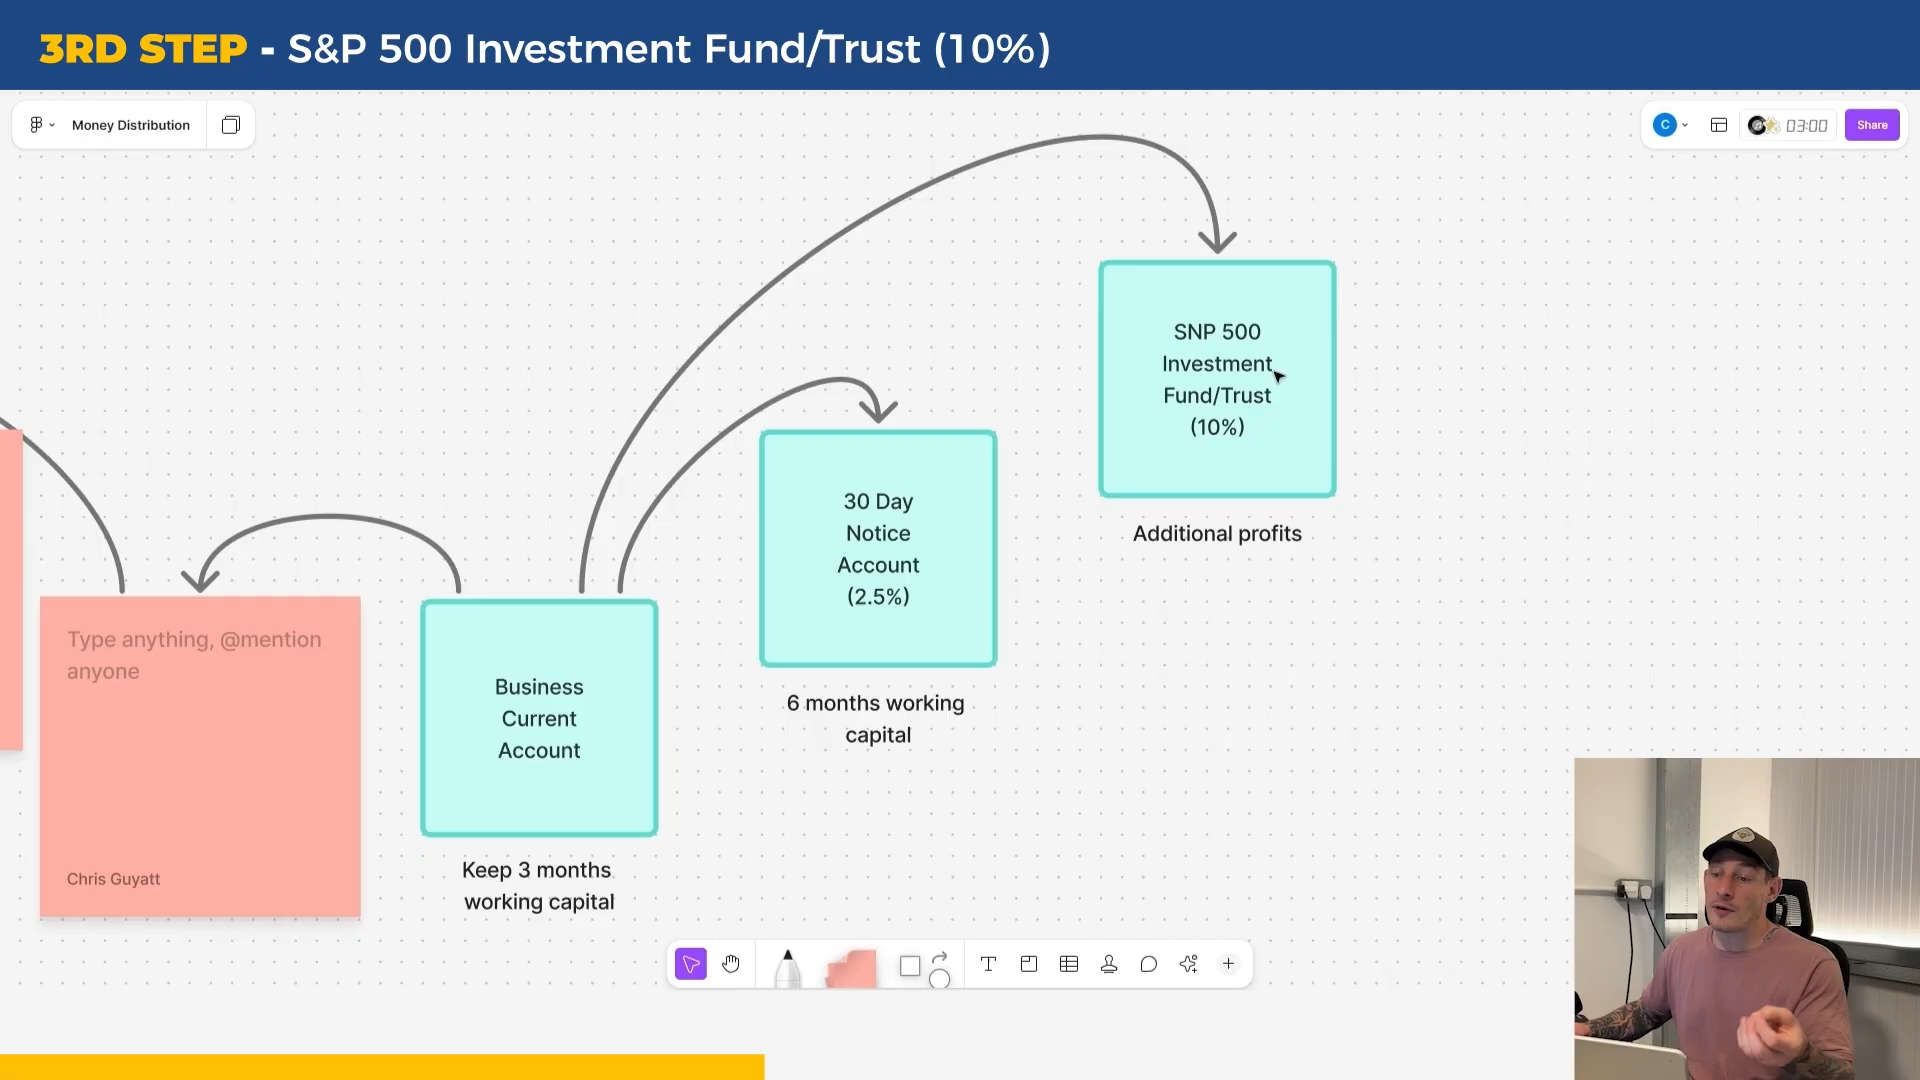 3RD STEP - S&P 500 Investment Fund/Trust (10%)
Money Distribution
C
03:00
Share
SNP 500
Investment
Fund/Trust
(10%)
Additional profits
30 Day
Notice
Account
(2.5%)
6 months working
capital
Type anything, @mention
anyone
Chris Guyatt
Business
Current
Account
Keep 3 months
working capital